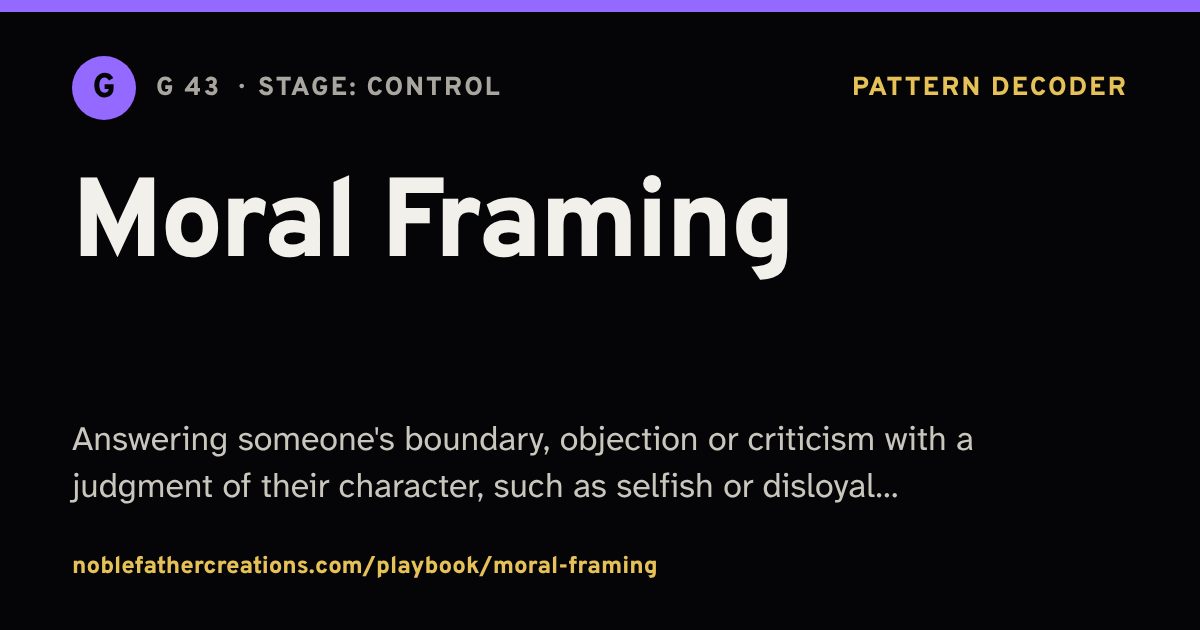 G G 43 · STAGE: CONTROL PATTERN DECODER
Moral Framing
Answering someone's boundary, objection or criticism with a
judgment of their character, such as selfish or disloyal...
noblefathercreations.com/playbook/moral-framing